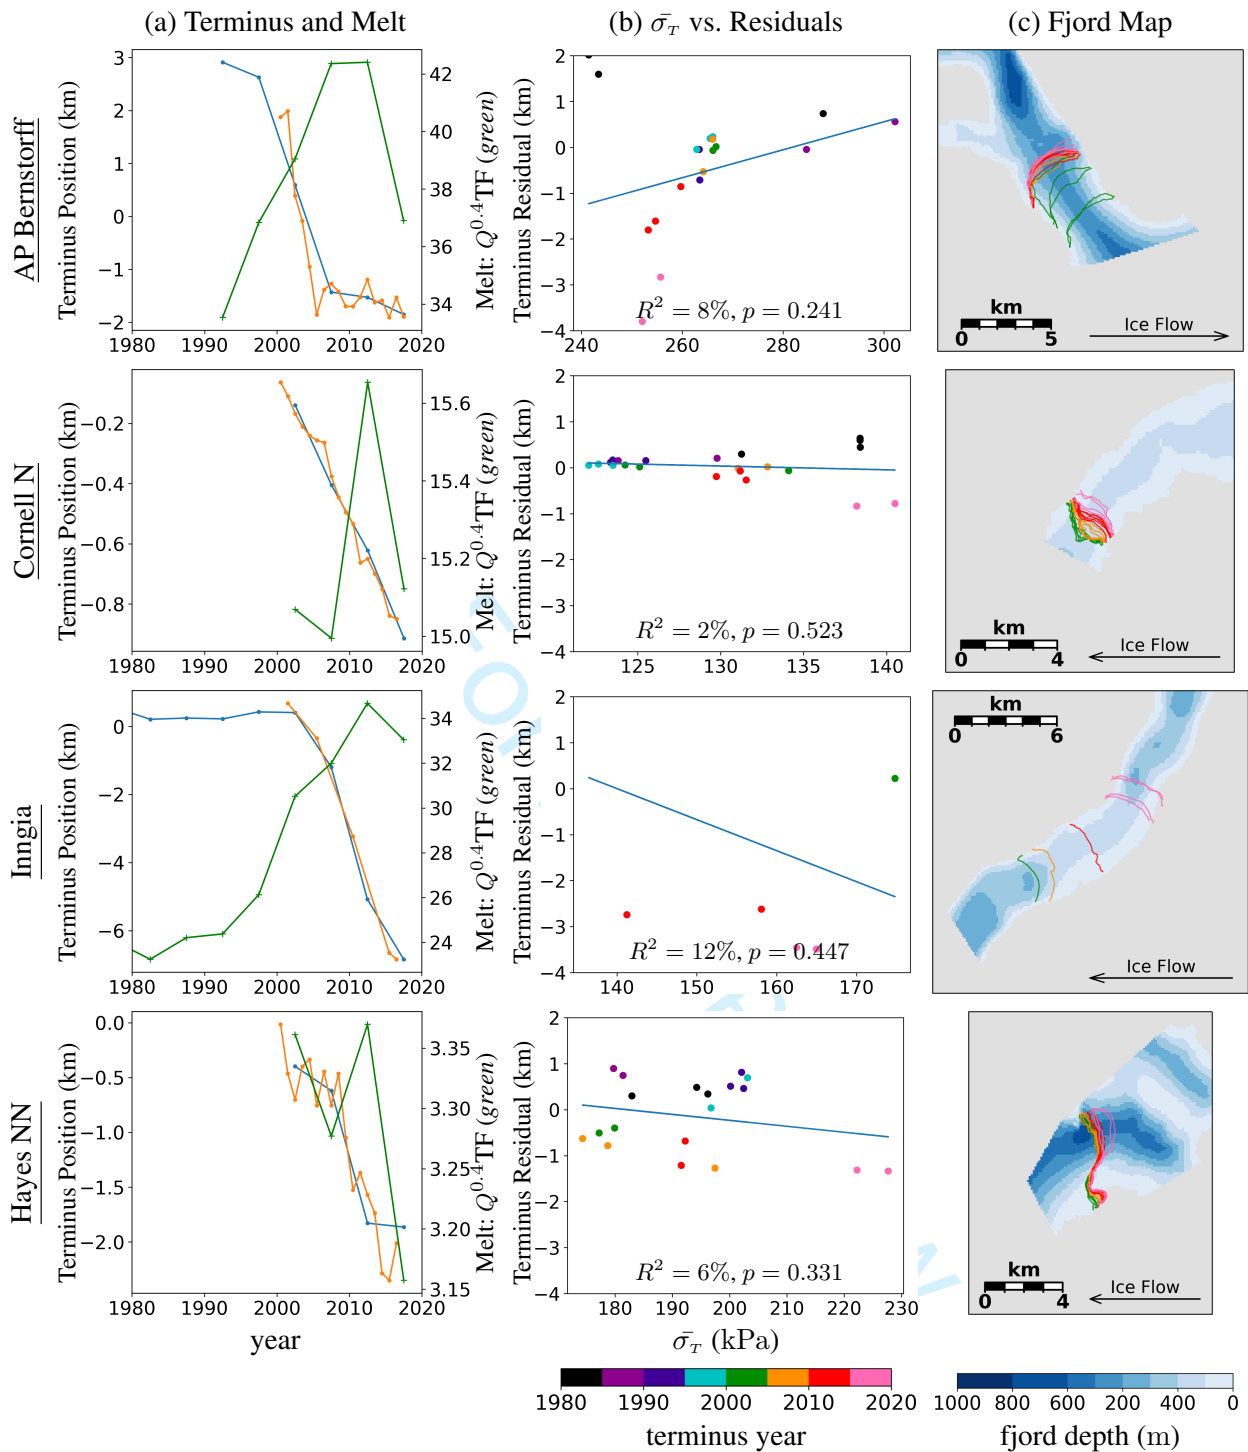 (a) Terminus and Melt
(b) σ̄_T vs. Residuals
(c) Fjord Map
AP Bernstoff
Terminus Position (km)
3
2
1
0
−1
−2
1980 1990 2000 2010 2020
42
40
38
36
34
Melt: Q^0.4TF (green)
Terminus Residual (km)
2
1
0
−1
−2
−3
−4
R² = 8%, p = 0.241
240 260 280 300
km
0 5
Ice Flow
Cornell N
Terminus Position (km)
−0.2
−0.4
−0.6
−0.8
1980 1990 2000 2010 2020
15.6
15.4
15.2
15.0
Melt: Q^0.4TF (green)
Terminus Residual (km)
2
1
0
−1
−2
−3
−4
R² = 2%, p = 0.523
125 130 135 140
km
0 4
Ice Flow
Inngia
Terminus Position (km)
0
−2
−4
−6
1980 1990 2000 2010 2020
34
32
30
28
26
24
Melt: Q^0.4TF (green)
Terminus Residual (km)
2
1
0
−1
−2
−3
−4
R² = 12%, p = 0.447
140 150 160 170
km
0 6
Ice Flow
Hayes NN
Terminus Position (km)
0.0
−0.5
−1.0
−1.5
−2.0
1980 1990 2000 2010 2020
year
3.35
3.30
3.25
3.20
3.15
Melt: Q^0.4TF (green)
Terminus Residual (km)
2
1
0
−1
−2
−3
−4
R² = 6%, p = 0.331
180 190 200 210 220 230
σ̄_T (kPa)
km
0 4
Ice Flow
1980 1990 2000 2010 2020
terminus year
1000 800 600 200 400 0
fjord depth (m)